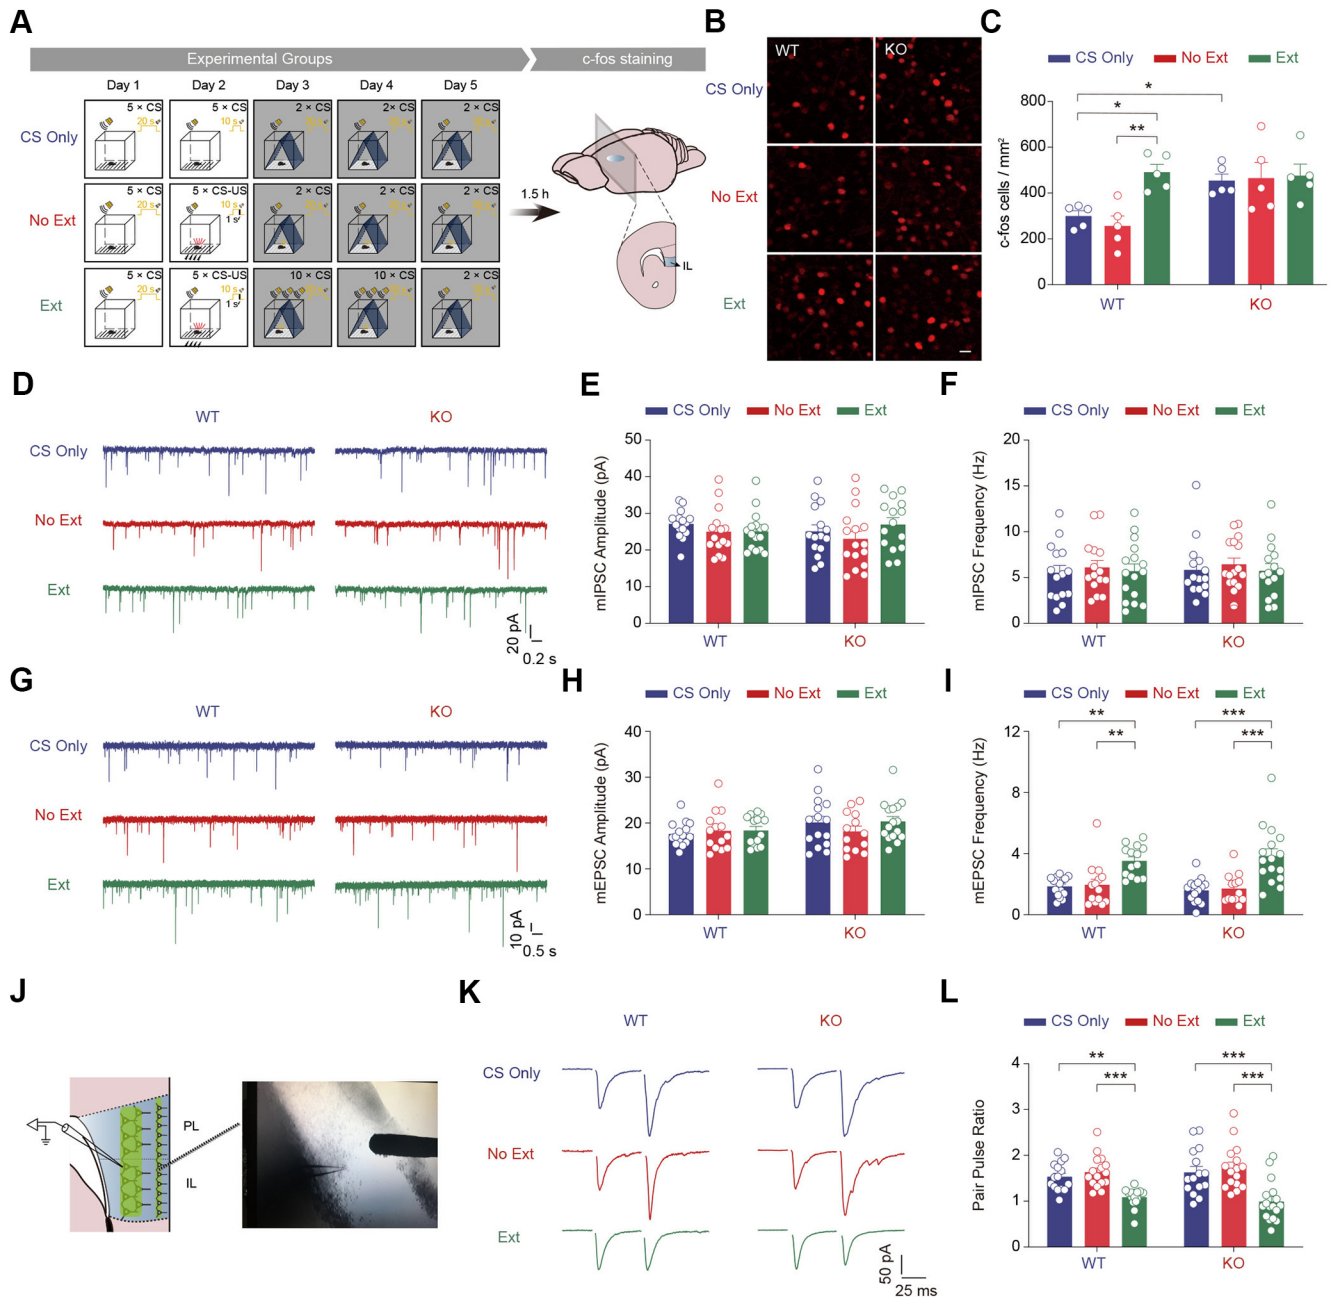 A
Experimental Groups
c-fos staining
Day 1
Day 2
Day 3
Day 4
Day 5
CS Only
5 × CS
20 s
5 × CS
10 s
2 × CS
2× CS
2× CS
No Ext
5 × CS
20 s
5 × CS-US
10 s
1 s
2 × CS
2 × CS
2 × CS
Ext
5 × CS
20 s
5 × CS-US
10 s
1 s
10 × CS
10 × CS
2 × CS
1.5 h
IL
B
WT
KO
CS Only
No Ext
Ext
C
CS Only
No Ext
Ext
c-fos cells / mm²
800
600
400
200
0
*
*
**
WT
KO
D
WT
KO
CS Only
No Ext
Ext
20 pA
0.2 s
E
CS Only
No Ext
Ext
mIPSC Amplitude (pA)
50
40
30
20
10
0
WT
KO
F
CS Only
No Ext
Ext
mIPSC Frequency (Hz)
20
15
10
5
0
WT
KO
G
WT
KO
CS Only
No Ext
Ext
10 pA
0.5 s
H
CS Only
No Ext
Ext
mEPSC Amplitude (pA)
40
30
20
10
0
WT
KO
I
CS Only
No Ext
Ext
mEPSC Frequency (Hz)
12
8
4
0
**
**
***
***
WT
KO
J
PL
IL
K
WT
KO
CS Only
No Ext
Ext
50 pA
25 ms
L
CS Only
No Ext
Ext
Pair Pulse Ratio
4
3
2
1
0
**
***
***
***
WT
KO